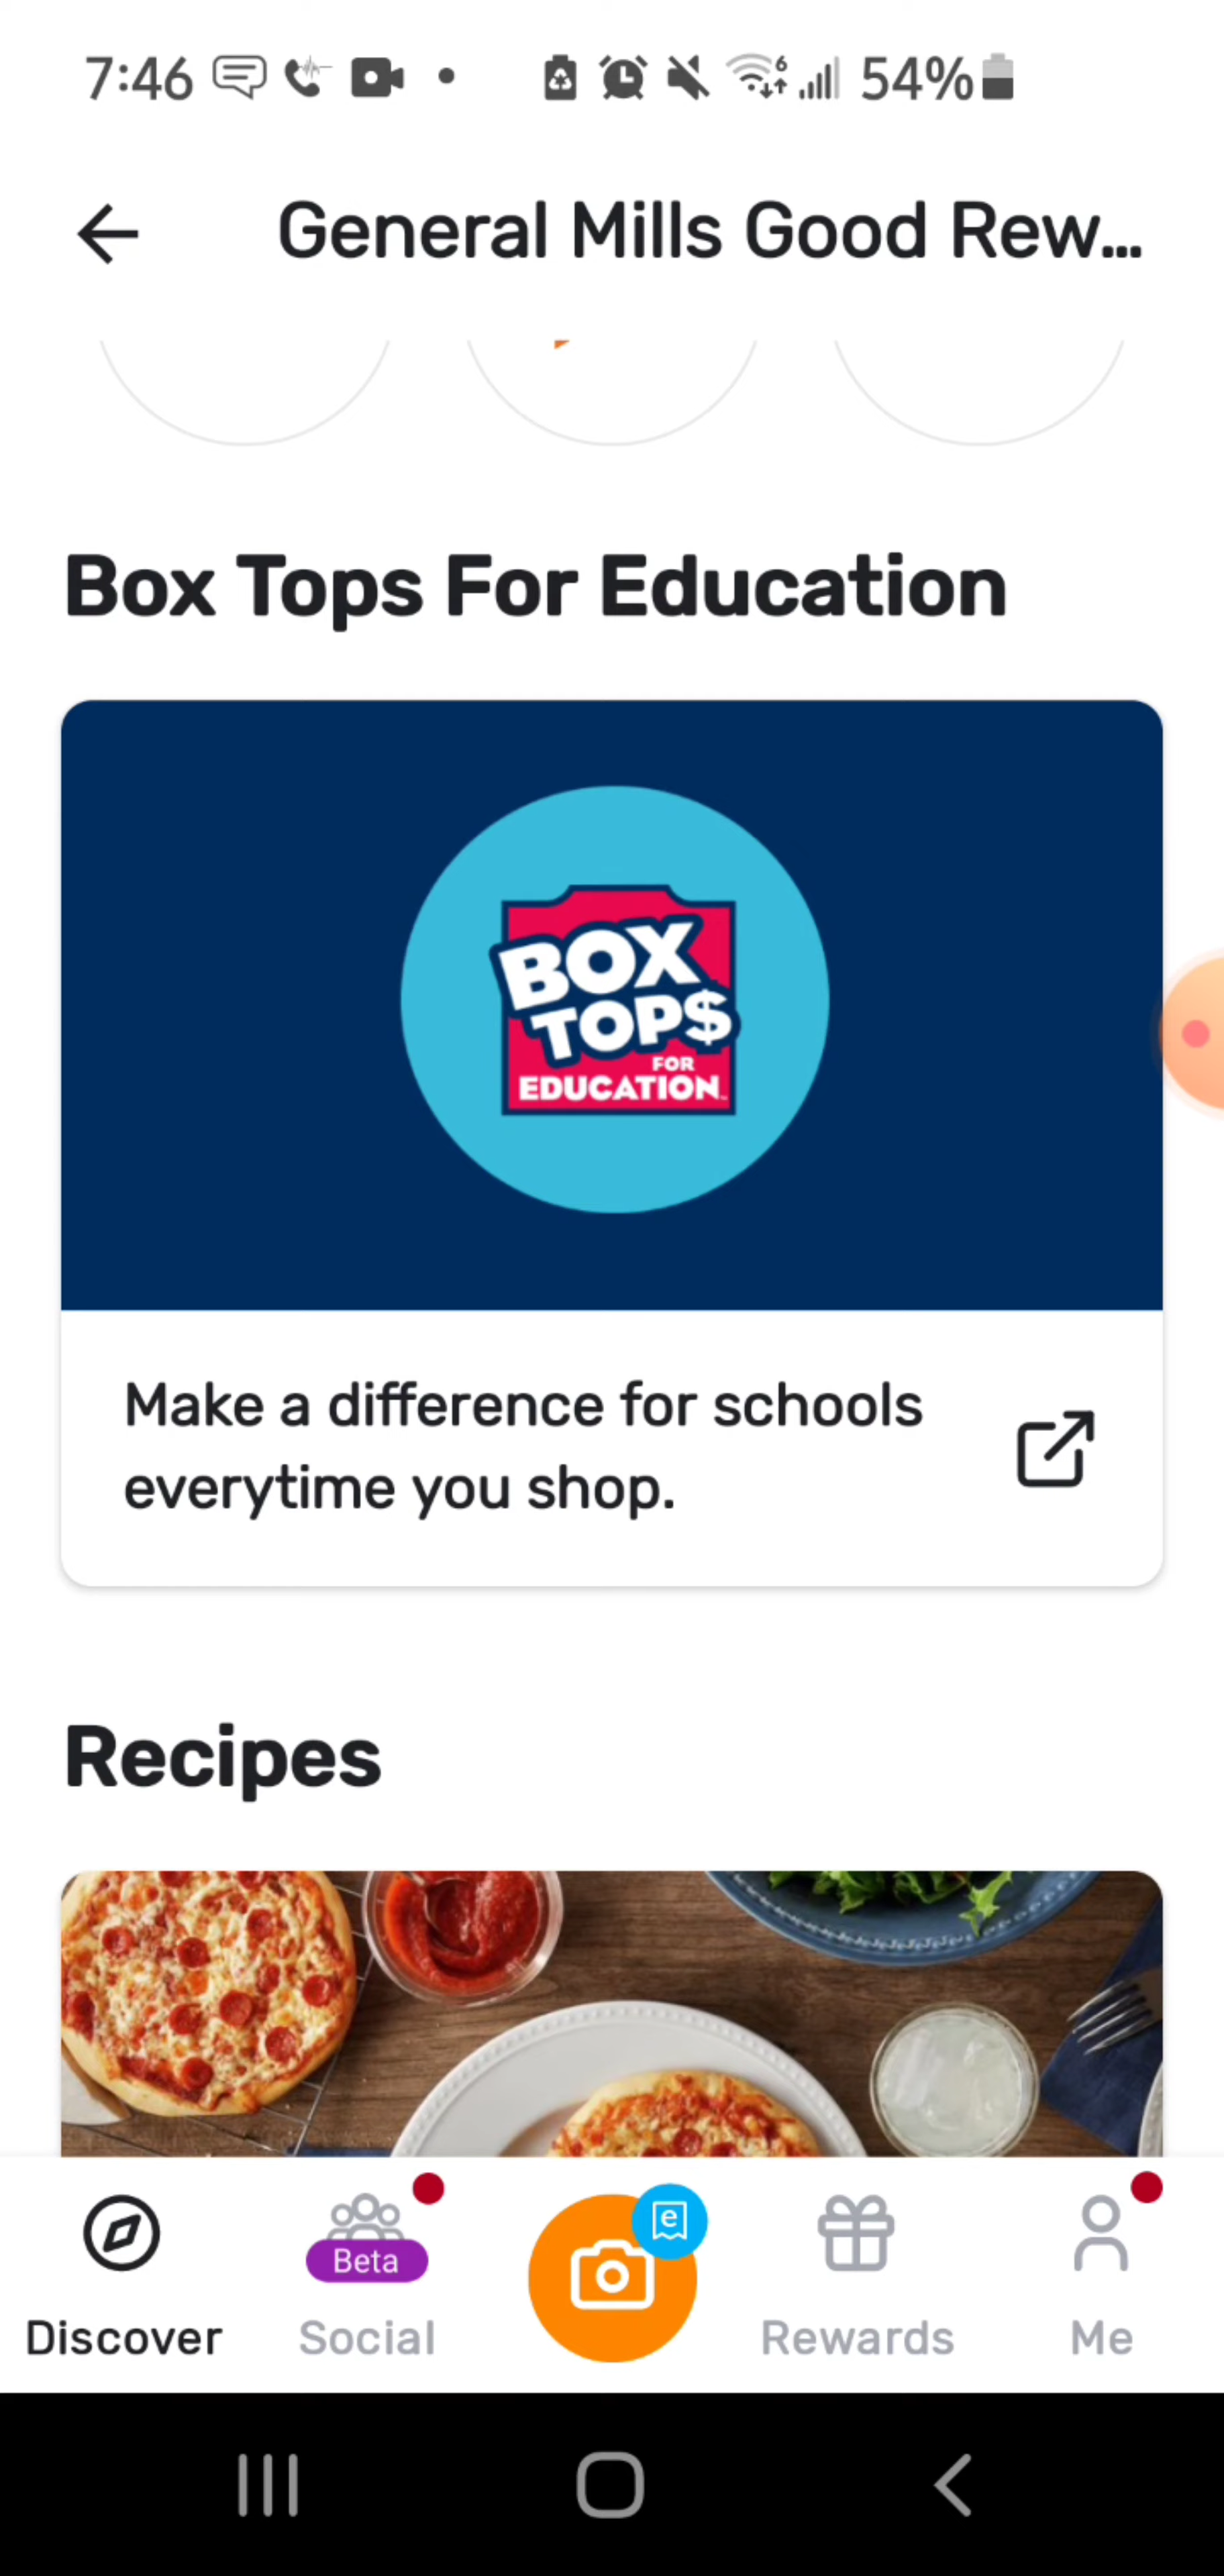 7:46 54%
General Mills Good Rew...
Box Tops For Education
BOX
TOP$
FOR
EDUCATION
Make a difference for schools
everytime you shop.
Recipes
e
Beta
Discover Social Rewards Me